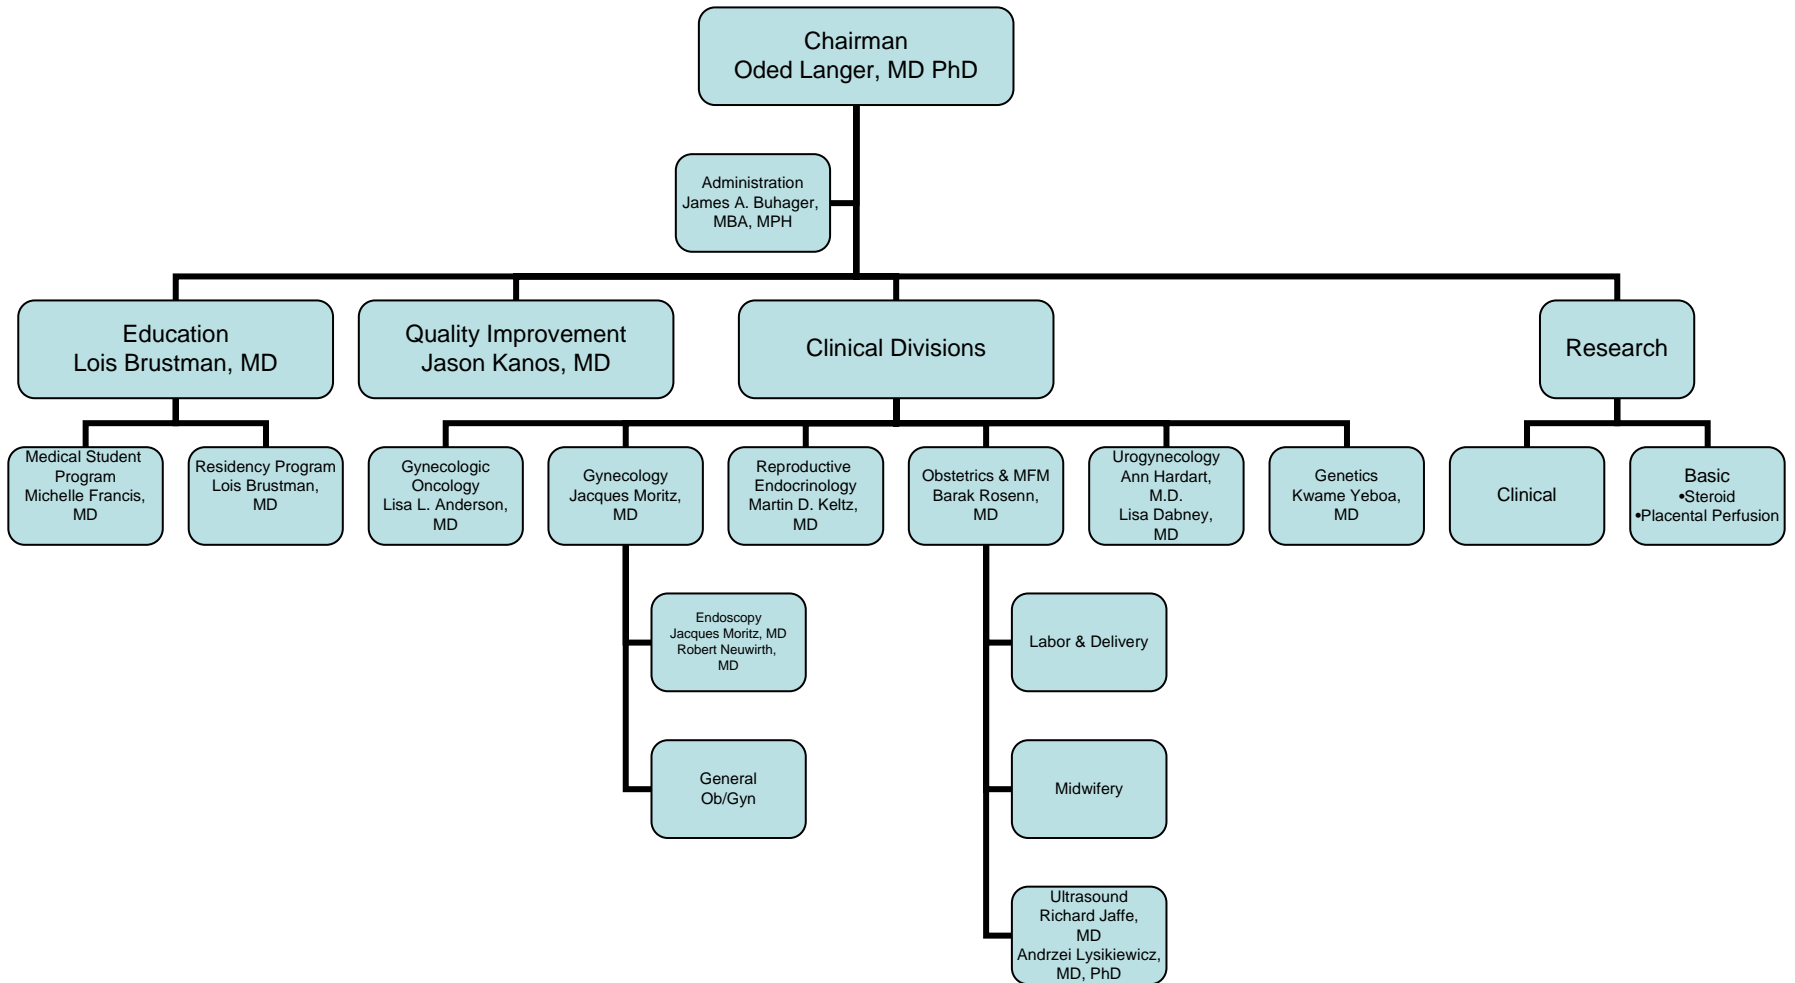 Chairman
Oded Langer, MD PhD
Administration
James A. Buhager,
MBA, MPH
Education
Lois Brustman, MD
Quality Improvement
Jason Kanos, MD
Clinical Divisions
Research
Medical Student
Program
Michelle Francis,
MD
Residency Program
Lois Brustman,
MD
Gynecologic
Oncology
Lisa L. Anderson,
MD
Gynecology
Jacques Moritz,
MD
Reproductive
Endocrinology
Martin D. Keltz,
MD
Obstetrics & MFM
Barak Rosenn,
MD
Urogynecology
Ann Hardart,
M.D.
Lisa Dabney,
MD
Genetics
Kwame Yeboa,
MD
Clinical
Basic
•Steroid
•Placental Perfusion
Endoscopy
Jacques Moritz, MD
Robert Neuwirth,
MD
Labor & Delivery
General
Ob/Gyn
Midwifery
Ultrasound
Richard Jaffe,
MD
Andrzei Lysikiewicz,
MD, PhD